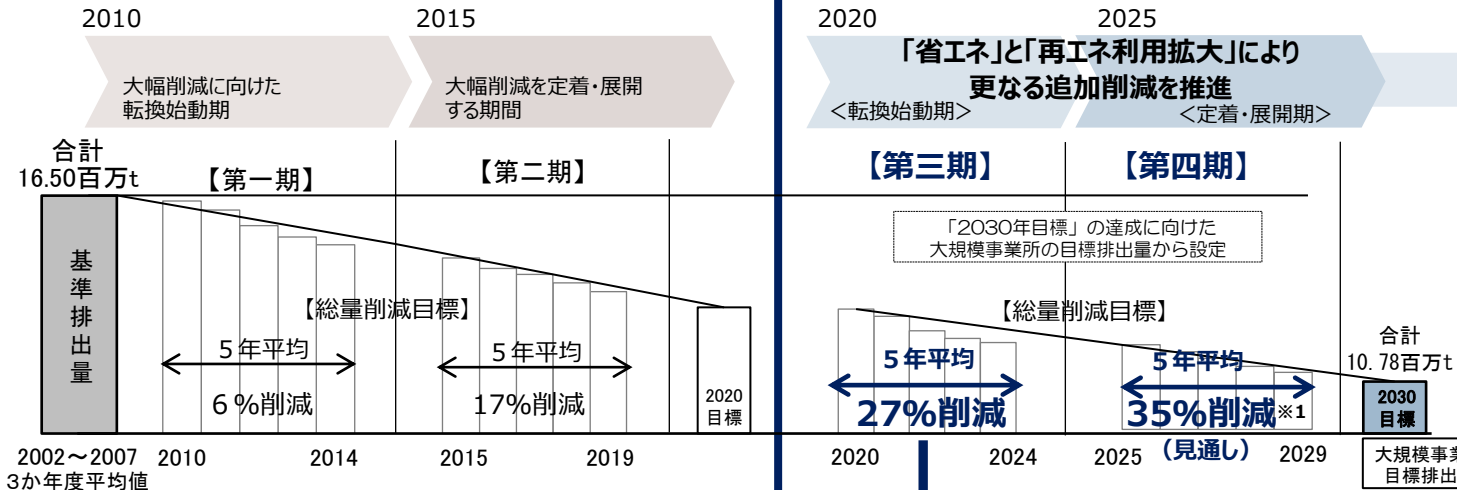 2010
2015
2020
2025
大幅削減に向けた
転換始動期
大幅削減を定着・展開
する期間
「省エネ」と「再エネ利用拡大」により
更なる追加削減を推進
＜転換始動期＞
＜定着・展開期＞
合計
16.50百万t
【第一期】
【第二期】
【第三期】
【第四期】
「2030年目標」の達成に向けた
大規模事業所の目標排出量から設定
基準排出量
【総量削減目標】
【総量削減目標】
５年平均
６%削減
５年平均
17%削減
2020
目標
５年平均
27%削減
５年平均
35%削減※1
（見通し）
合計
10.78百万t
2030
目標
2002～2007
３か年度平均値
2010
2014
2015
2019
2020
2024
2025
2029
大規模事業
目標排出